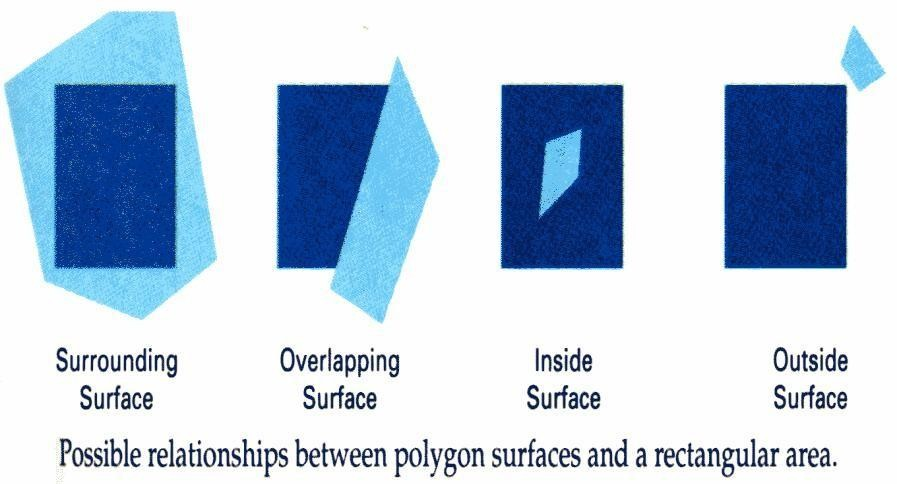 Surrounding
Surface
Overlapping
Surface
Inside
Surface
Outside
Surface
Possible relationships between polygon surfaces and a rectangular area.